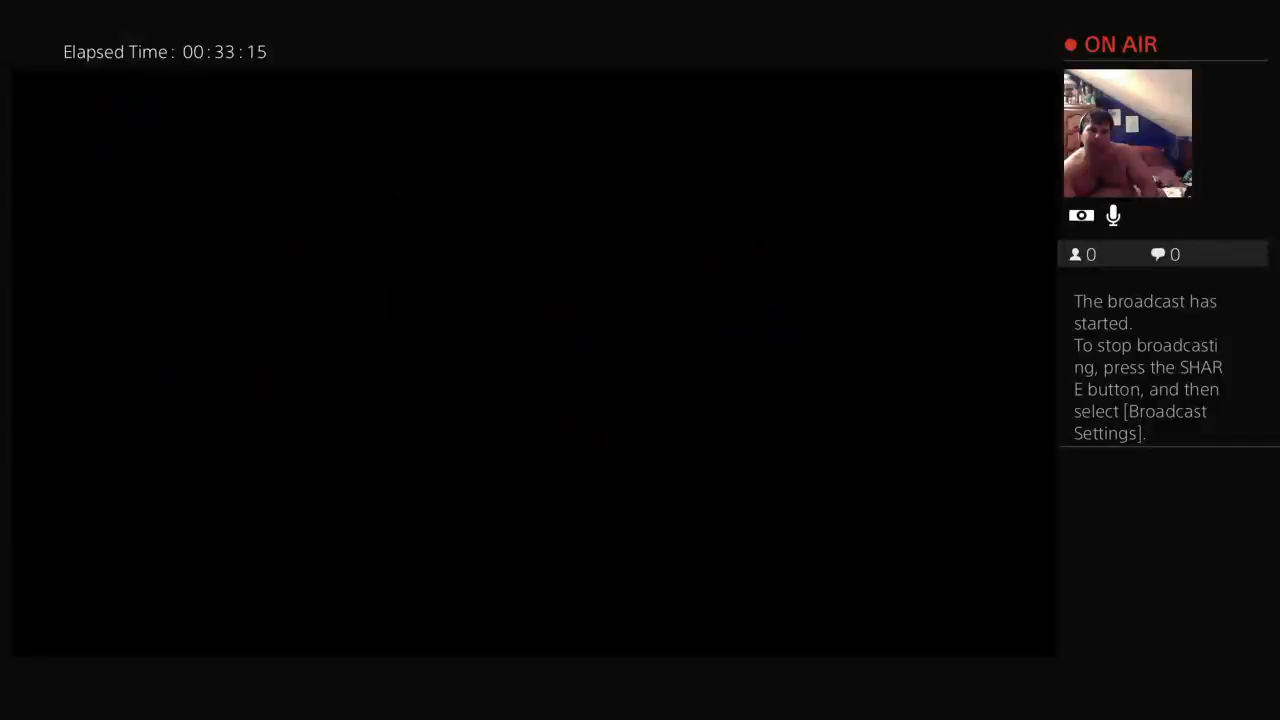 Elapsed Time: 00:33:15
ON AIR
0 0
The broadcast has
started.
To stop broadcasti
ng, press the SHAR
E button, and then
select [Broadcast
Settings].